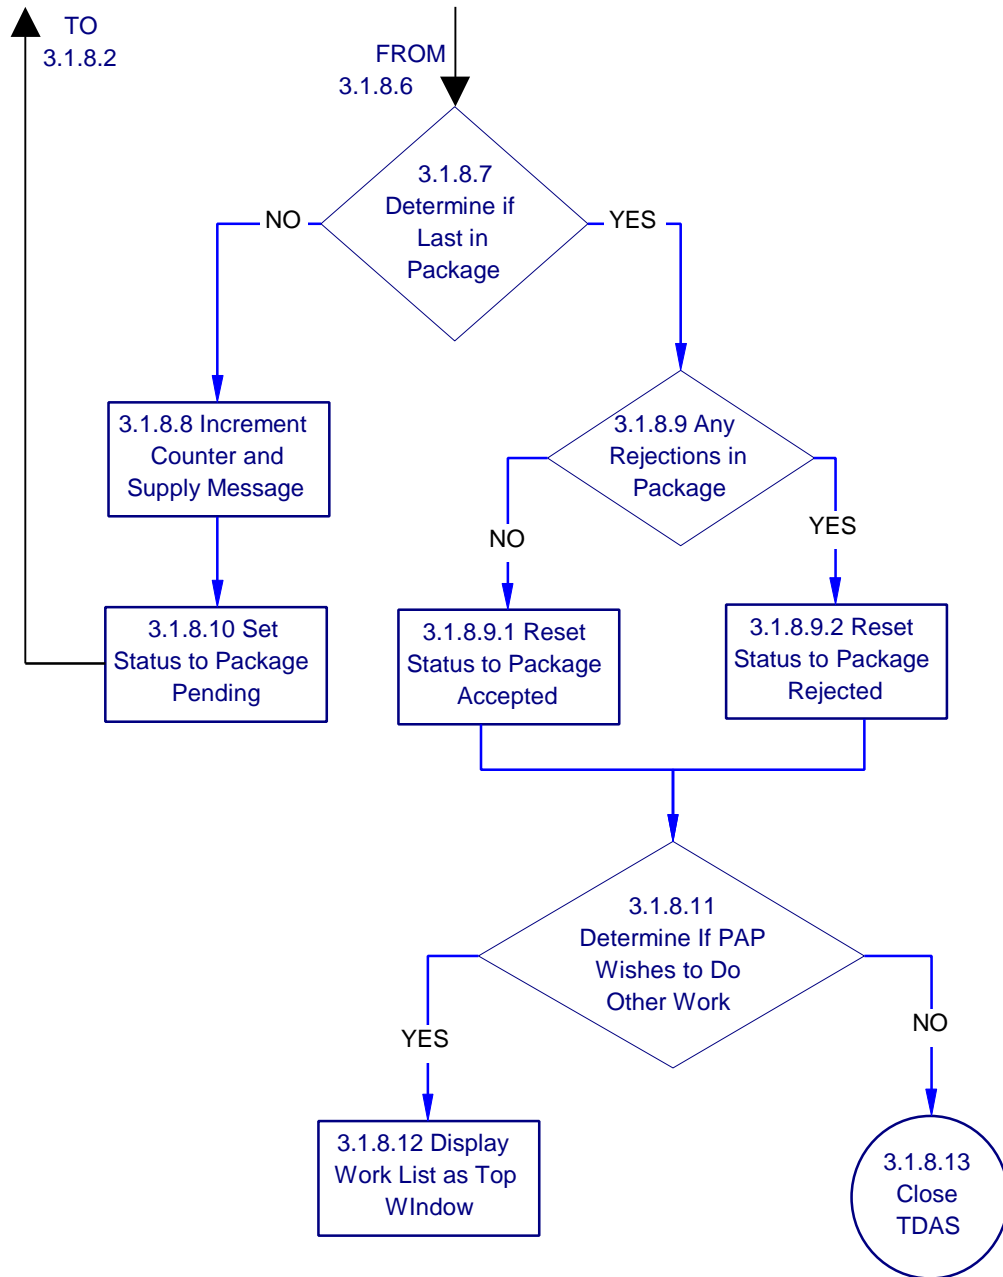 TO
3.1.8.2
FROM
3.1.8.6
3.1.8.7
Determine if
Last in
Package
NO
YES
3.1.8.8 Increment
Counter and
Supply Message
3.1.8.9 Any
Rejections in
Package
NO
YES
3.1.8.10 Set
Status to Package
Pending
3.1.8.9.1 Reset
Status to Package
Accepted
3.1.8.9.2 Reset
Status to Package
Rejected
3.1.8.11
Determine If PAP
Wishes to Do
Other Work
YES
NO
3.1.8.12 Display
Work List as Top
WIndow
3.1.8.13
Close
TDAS